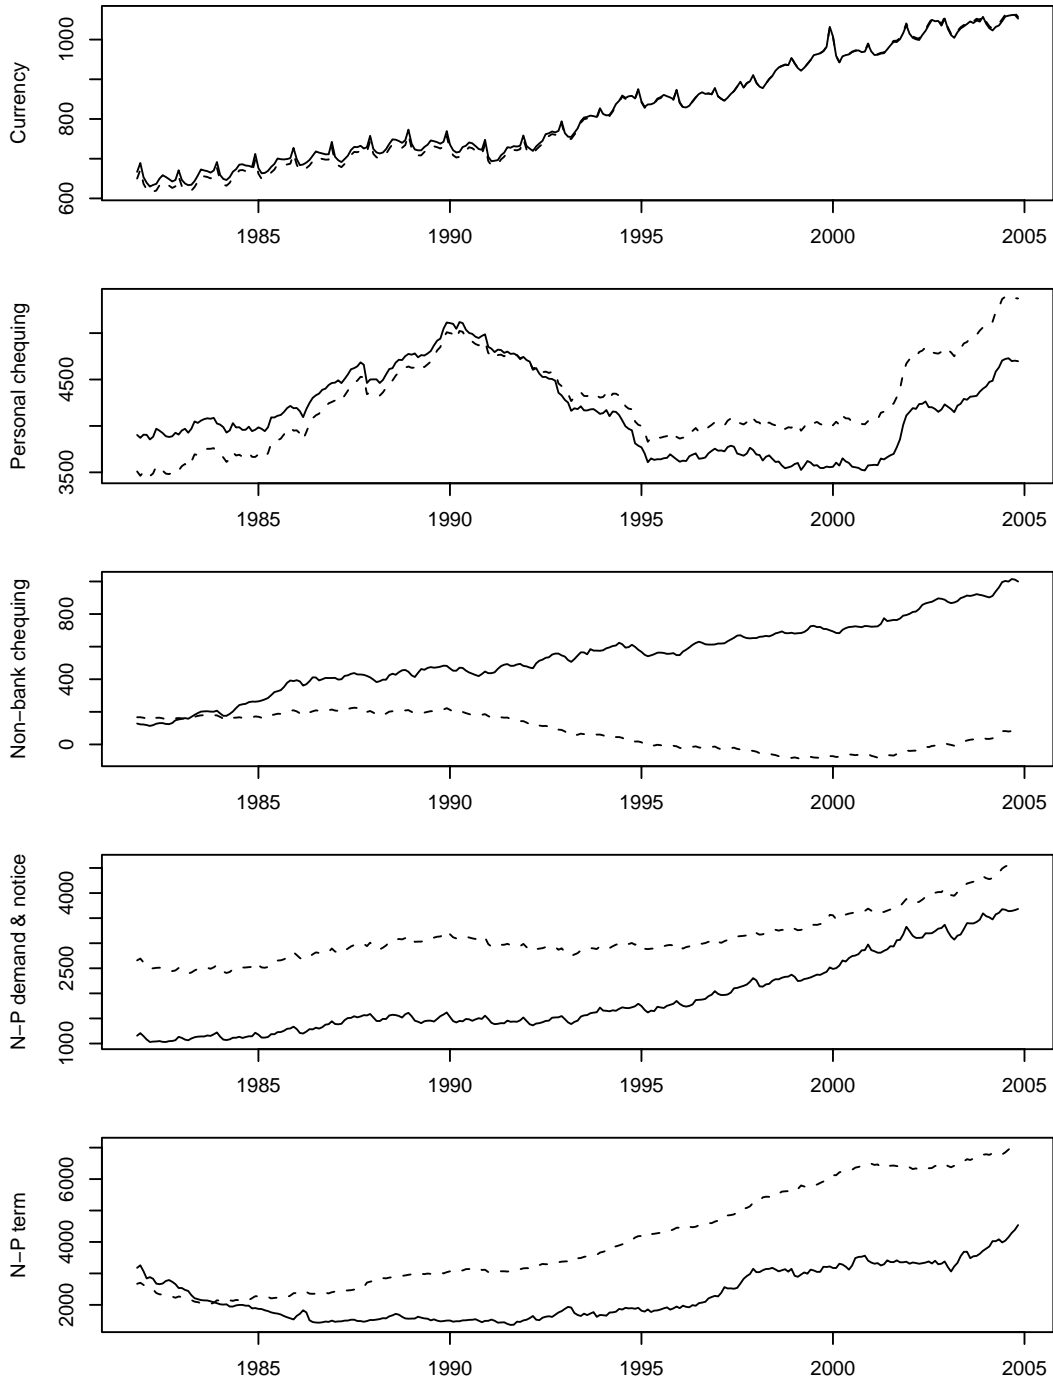 Currency
600 800 1000
1985 1990 1995 2000 2005
Personal chequing
3500 4500
1985 1990 1995 2000 2005
Non−bank chequing
0 400 800
1985 1990 1995 2000 2005
N−P demand & notice
1000 2500 4000
1985 1990 1995 2000 2005
N−P term
2000 4000 6000
1985 1990 1995 2000 2005